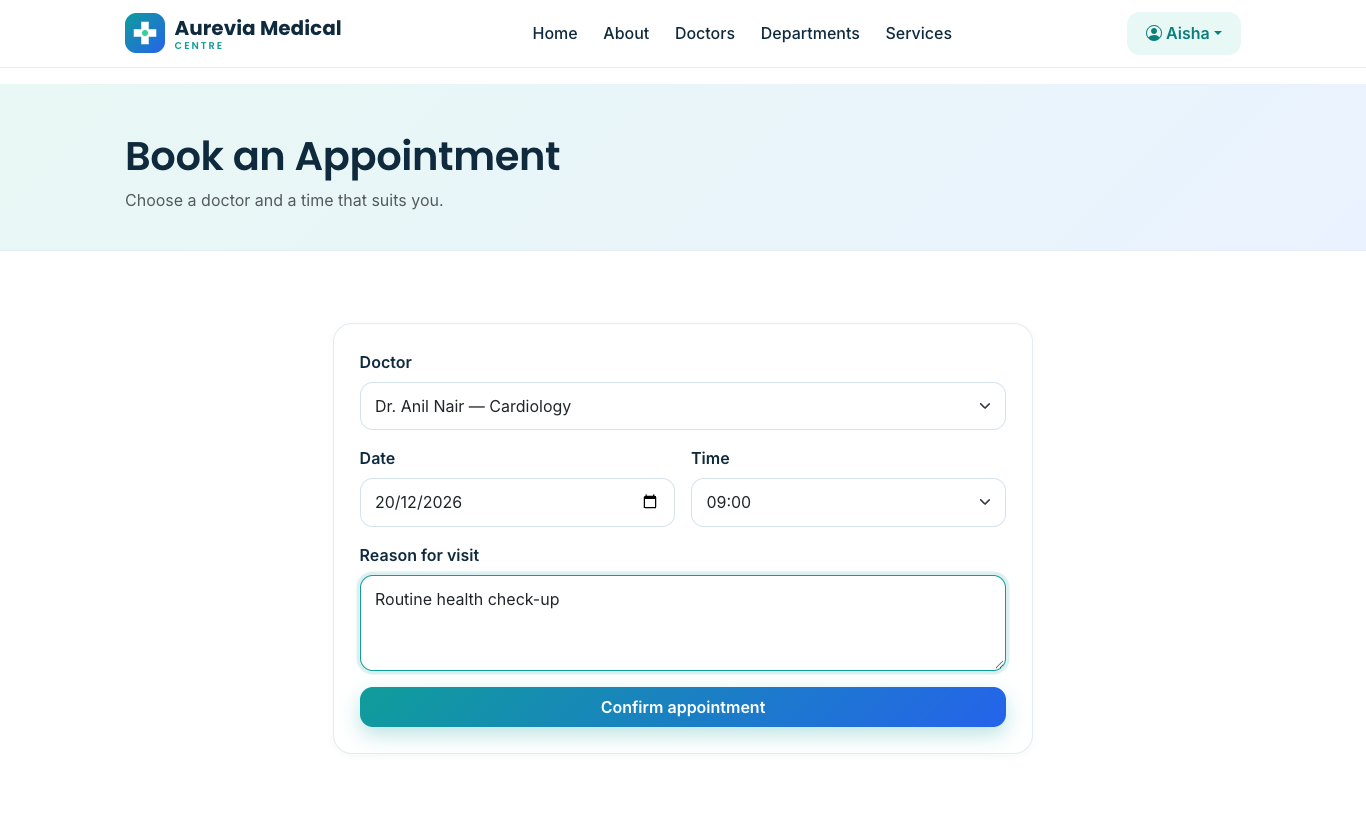 Aurevia Medical
CENTRE
Home About Doctors Departments Services
Aisha
Book an Appointment
Choose a doctor and a time that suits you.
Doctor
Dr. Anil Nair — Cardiology
Date Time
20/12/2026 09:00
Reason for visit
Routine health check-up
Confirm appointment